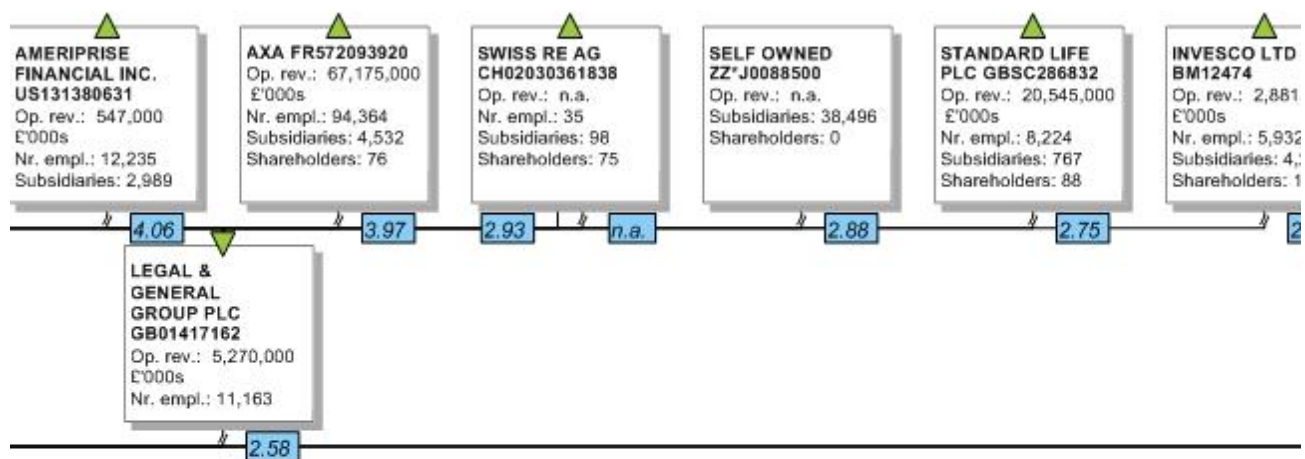 AMERIPRISE
FINANCIAL INC.
US131380631
Op. rev.: 547,000
£'000s
Nr. empl.: 12,235
Subsidiaries: 2,989
AXA FR572093920
Op. rev.: 67,175,000
£'000s
Nr. empl.: 94,364
Subsidiaries: 4,532
Shareholders: 76
SWISS RE AG
CH02030361838
Op. rev.: n.a.
Nr. empl.: 35
Subsidiaries: 98
Shareholders: 75
SELF OWNED
ZZ*J0088500
Op. rev.: n.a.
Subsidiaries: 38,496
Shareholders: 0
STANDARD LIFE
PLC GBSC286832
Op. rev.: 20,545,000
£'000s
Nr. empl.: 8,224
Subsidiaries: 767
Shareholders: 88
INVESCO LTD
BM12474
Op. rev.: 2,881
£'000s
Nr. empl.: 5,932
Subsidiaries: 4,
Shareholders: 1
4.06
3.97
2.93
n.a.
2.88
2.75
2
LEGAL &
GENERAL
GROUP PLC
GB01417162
Op. rev.: 5,270,000
£'000s
Nr. empl.: 11,163
2.58